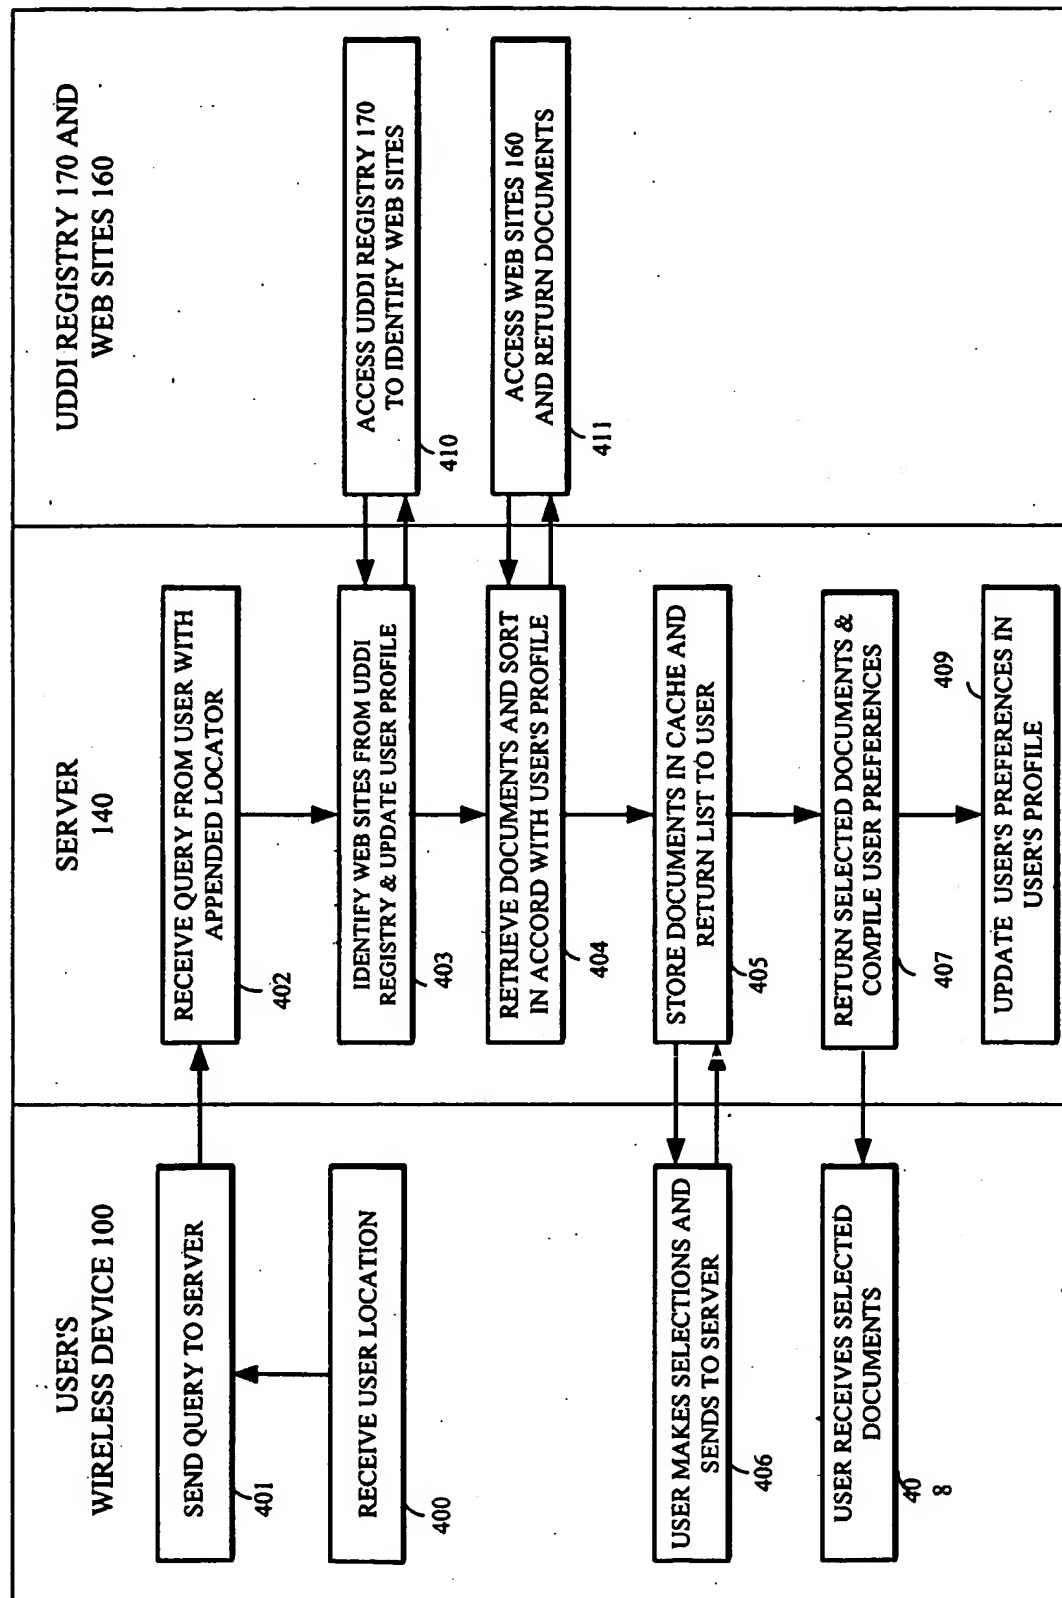 USER'S
WIRELESS DEVICE 100
SEND QUERY TO SERVER
401
RECEIVE USER LOCATION
400
USER MAKES SELECTIONS AND
SENDS TO SERVER
406
USER RECEIVES SELECTED
DOCUMENTS
40
8
SERVER
140
RECEIVE QUERY FROM USER WITH
APPENDED LOCATOR
402
IDENTIFY WEB SITES FROM UDDI
REGISTRY & UPDATE USER PROFILE
403
RETRIEVE DOCUMENTS AND SORT
IN ACCORD WITH USER'S PROFILE
404
STORE DOCUMENTS IN CACHE AND
RETURN LIST TO USER
405
RETURN SELECTED DOCUMENTS &
COMPILE USER PREFERENCES
407
UPDATE USER'S PREFERENCES IN
USER'S PROFILE
409
UDDI REGISTRY 170 AND
WEB SITES 160
ACCESS UDDI REGISTRY 170
TO IDENTIFY WEB SITES
410
ACCESS WEB SITES 160
AND RETURN DOCUMENTS
411